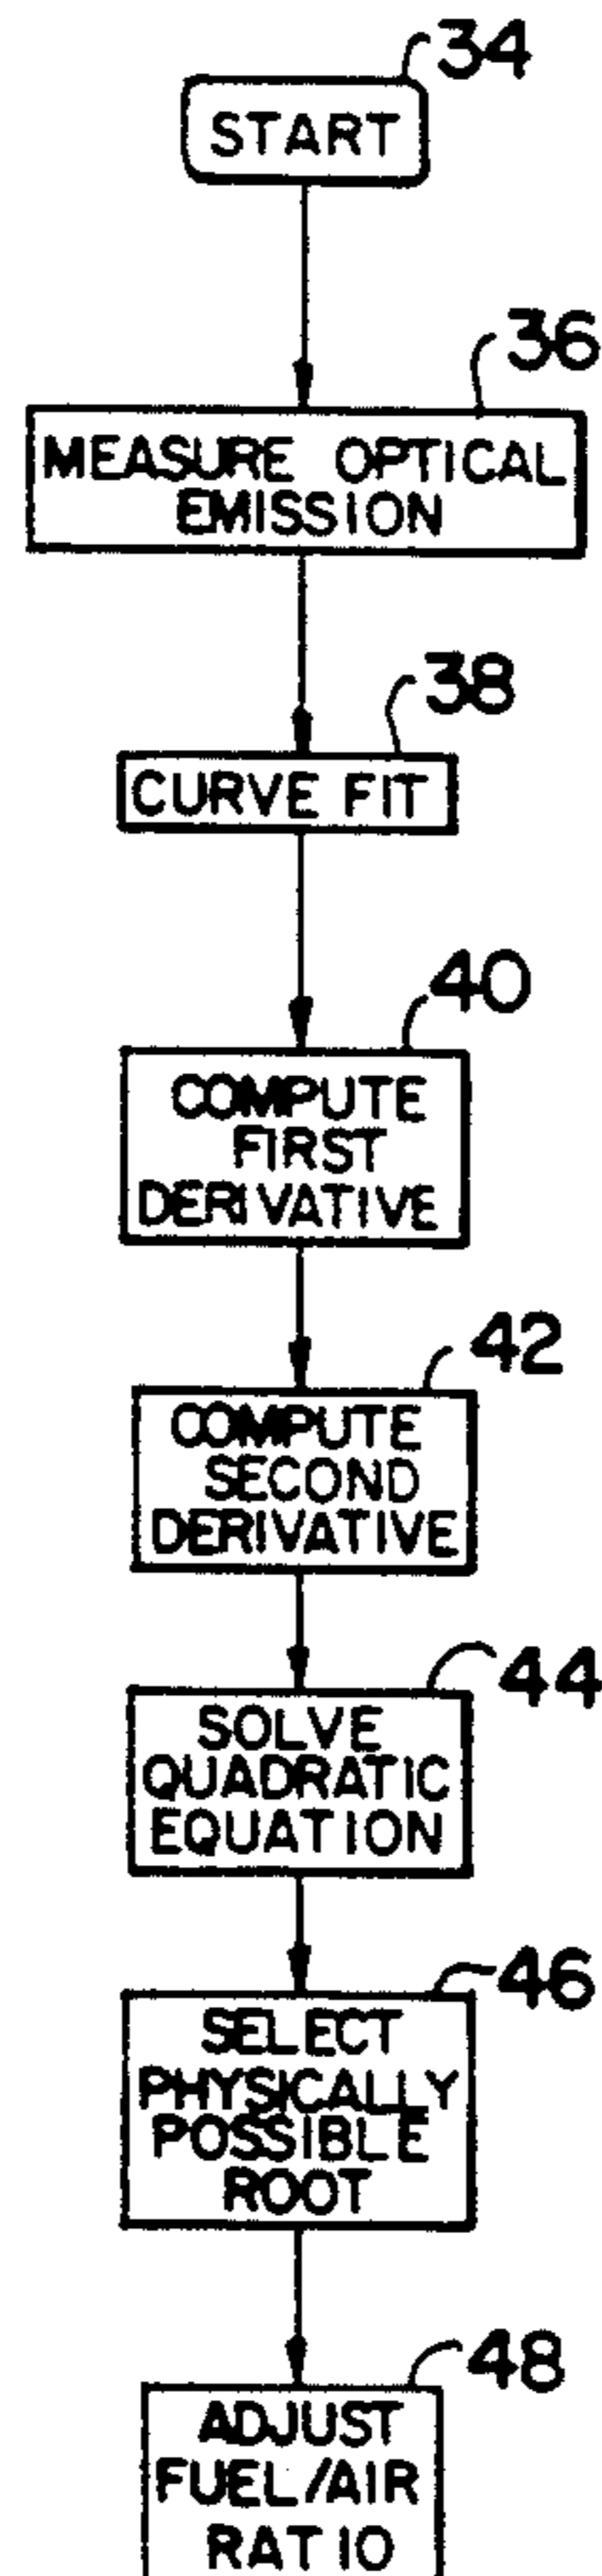 34
START
36
MEASURE OPTICAL
EMISSION
38
CURVE FIT
40
COMPUTE
FIRST
DERIVATIVE
42
COMPUTE
SECOND
DERIVATIVE
44
SOLVE
QUADRATIC
EQUATION
46
SELECT
PHYSICALLY
POSSIBLE
ROOT
48
ADJUST
FUEL/AIR
RATIO